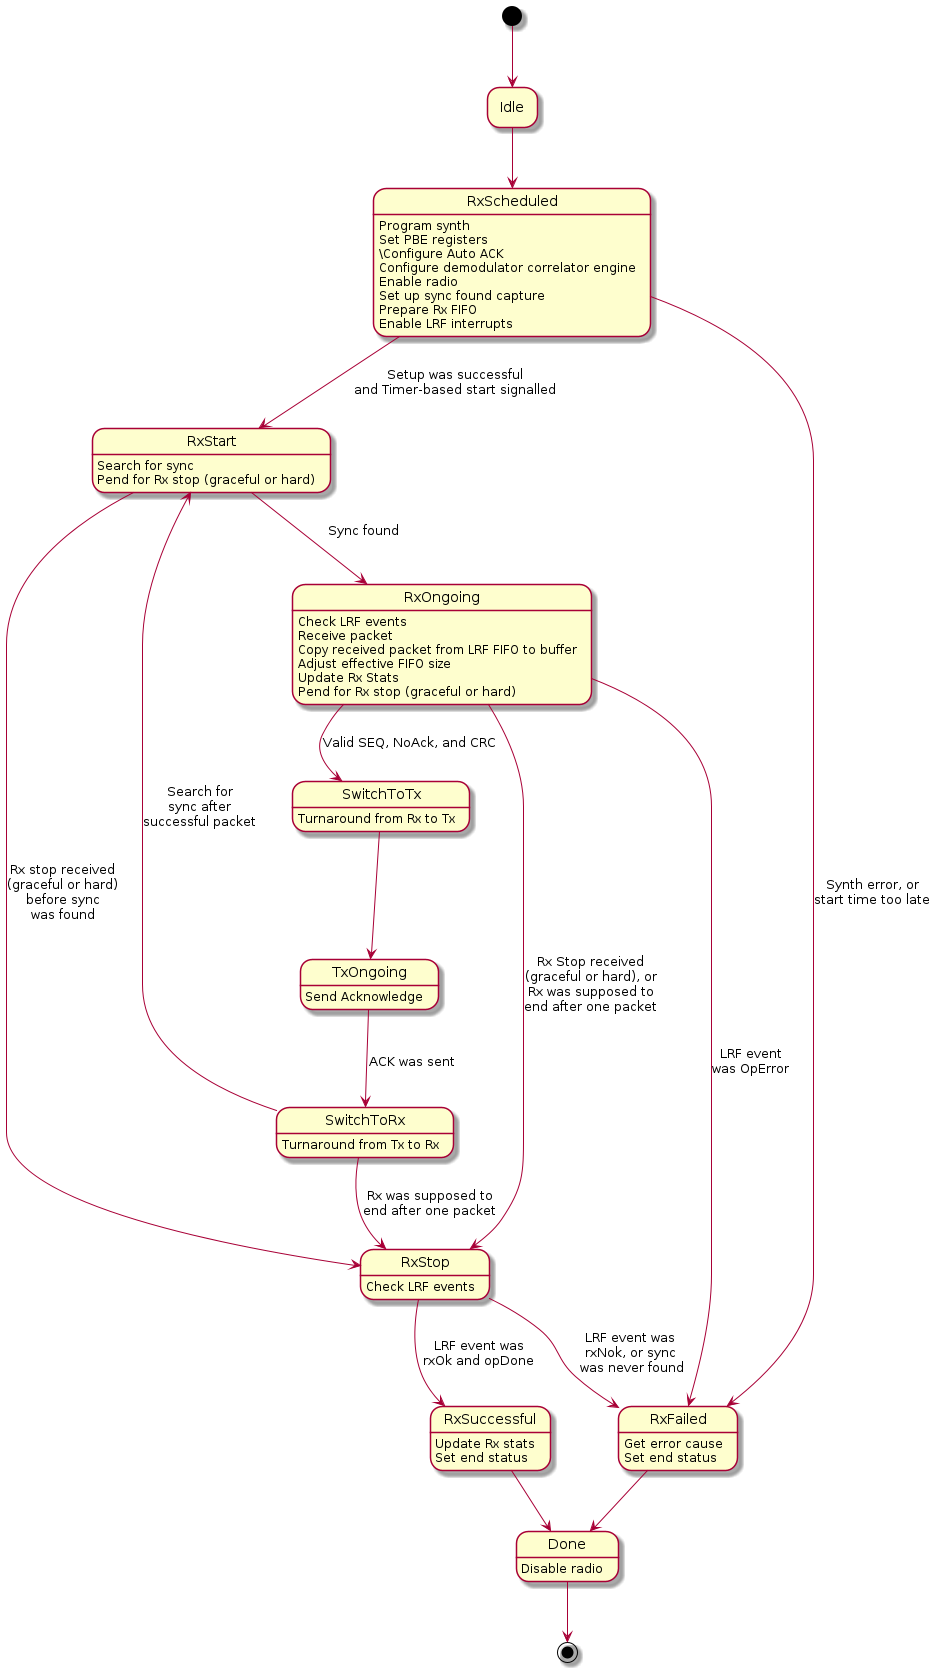 Idle
RxScheduled
Program synth
Set PBE registers
\Configure Auto ACK
Configure demodulator correlator engine
Enable radio
Set up sync found capture
Prepare Rx FIFO
Enable LRF interrupts
Setup was successful
and Timer-based start signalled
RxStart
Search for sync
Pend for Rx stop (graceful or hard)
Sync found
RxOngoing
Check LRF events
Receive packet
Copy received packet from LRF FIFO to buffer
Adjust effective FIFO size
Update Rx Stats
Pend for Rx stop (graceful or hard)
Valid SEQ, NoAck, and CRC
SwitchToTx
Turnaround from Rx to Tx
Search for
sync after
successful packet
Rx stop received
(graceful or hard)
before sync
was found
Synth error, or
start time too late
TxOngoing
Send Acknowledge
Rx Stop received
(graceful or hard), or
Rx was supposed to
end after one packet
ACK was sent
LRF event
was OpError
SwitchToRx
Turnaround from Tx to Rx
Rx was supposed to
end after one packet
RxStop
Check LRF events
LRF event was
rxOk and opDone
LRF event was
rxNok, or sync
was never found
RxSuccessful
Update Rx stats
Set end status
RxFailed
Get error cause
Set end status
Done
Disable radio